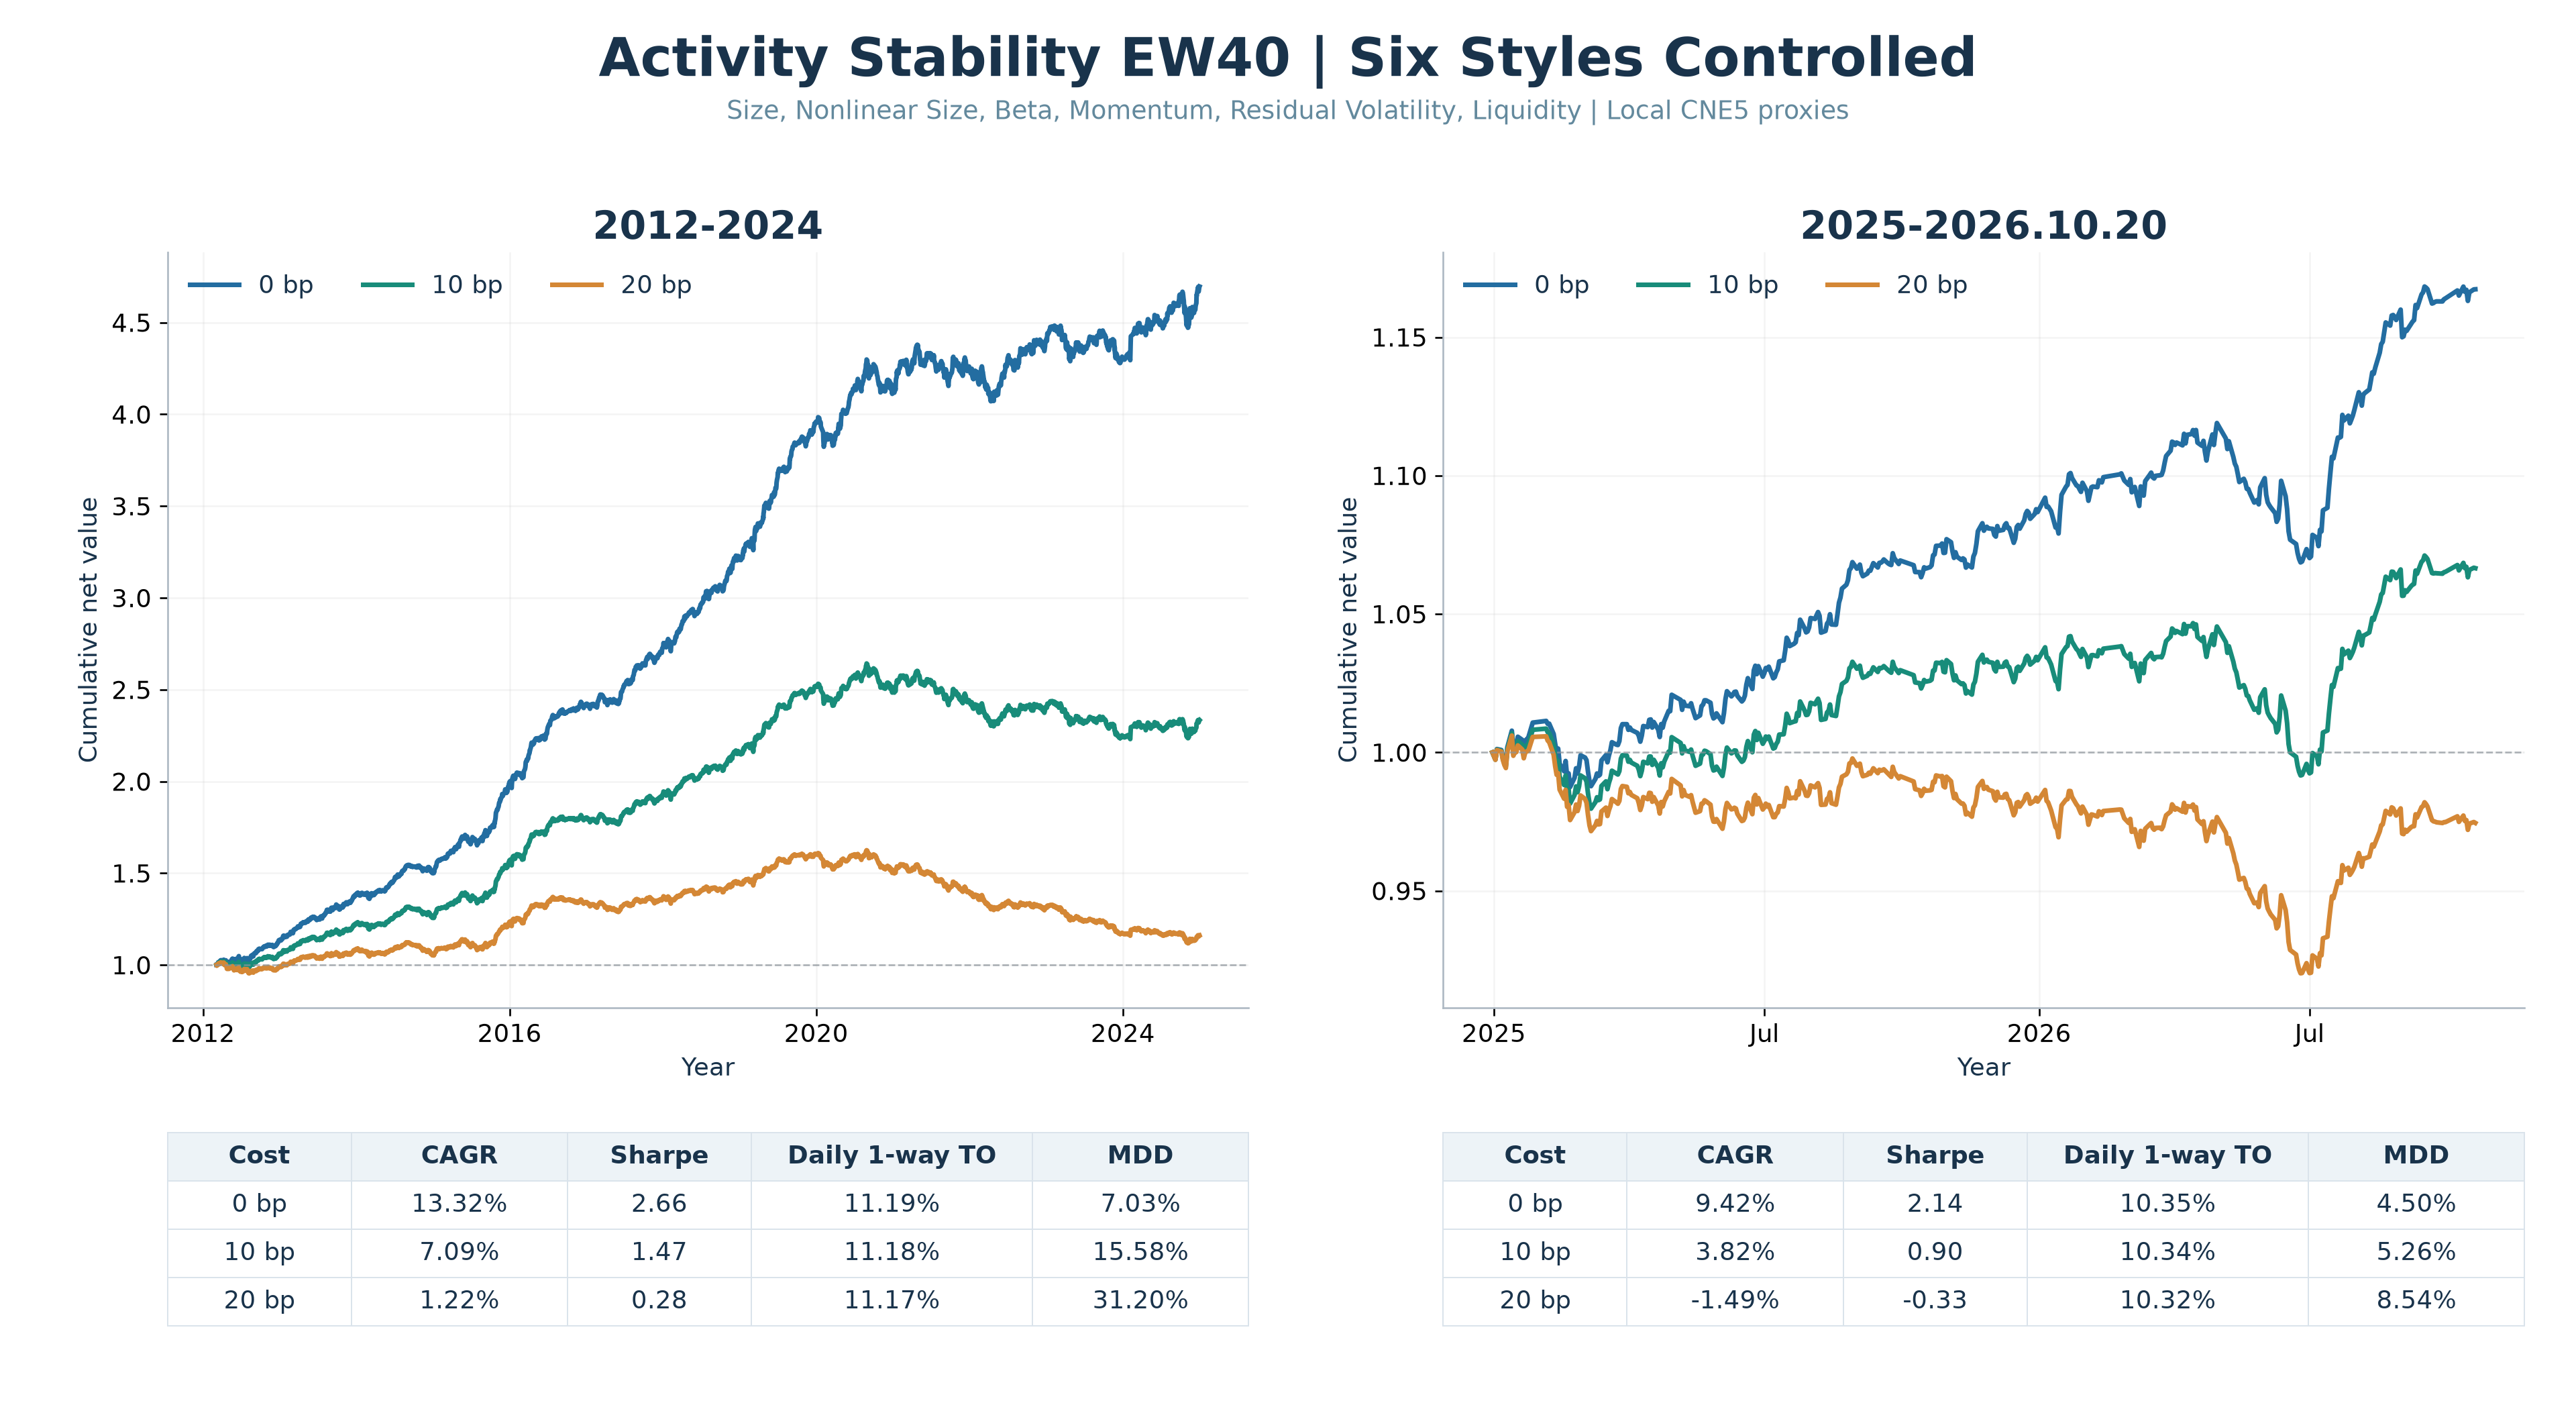 Activity Stability EW40 | Six Styles Controlled
Size, Nonlinear Size, Beta, Momentum, Residual Volatility, Liquidity | Local CNE5 proxies
2012-2024
0 bp 10 bp 20 bp
Cumulative net value
4.5
4.0
3.5
3.0
2.5
2.0
1.5
1.0
2012 2016 2020 2024
Year
Cost CAGR Sharpe Daily 1-way TO MDD
0 bp 13.32% 2.66 11.19% 7.03%
10 bp 7.09% 1.47 11.18% 15.58%
20 bp 1.22% 0.28 11.17% 31.20%
2025-2026.10.20
0 bp 10 bp 20 bp
Cumulative net value
1.15
1.10
1.05
1.00
0.95
2025 Jul 2026 Jul
Year
Cost CAGR Sharpe Daily 1-way TO MDD
0 bp 9.42% 2.14 10.35% 4.50%
10 bp 3.82% 0.90 10.34% 5.26%
20 bp -1.49% -0.33 10.32% 8.54%